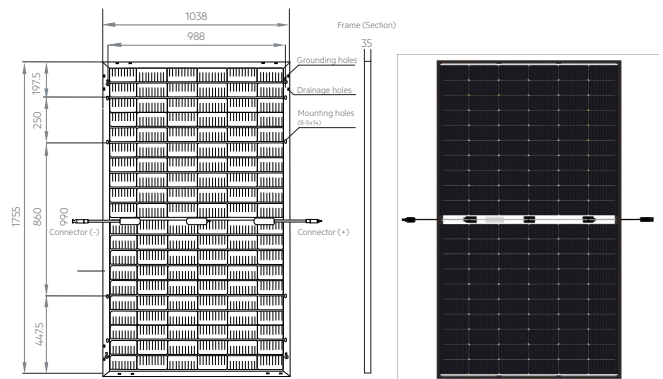 1038
988
Frame (Section)
35
Grounding holes
Drainage holes
Mounting holes
(8-9x14)
197.5
250
1755
860
990
447.5
Connector (-)
Connector (+)